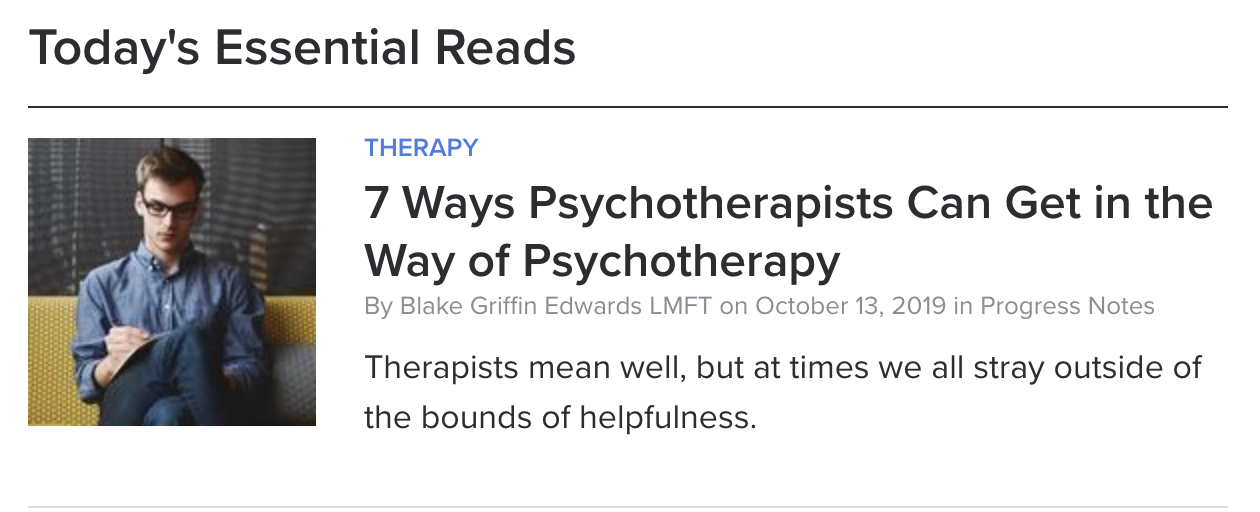 Today's Essential Reads
THERAPY
7 Ways Psychotherapists Can Get in the
Way of Psychotherapy
By Blake Griffin Edwards LMFT on October 13, 2019 in Progress Notes
Therapists mean well, but at times we all stray outside of
the bounds of helpfulness.